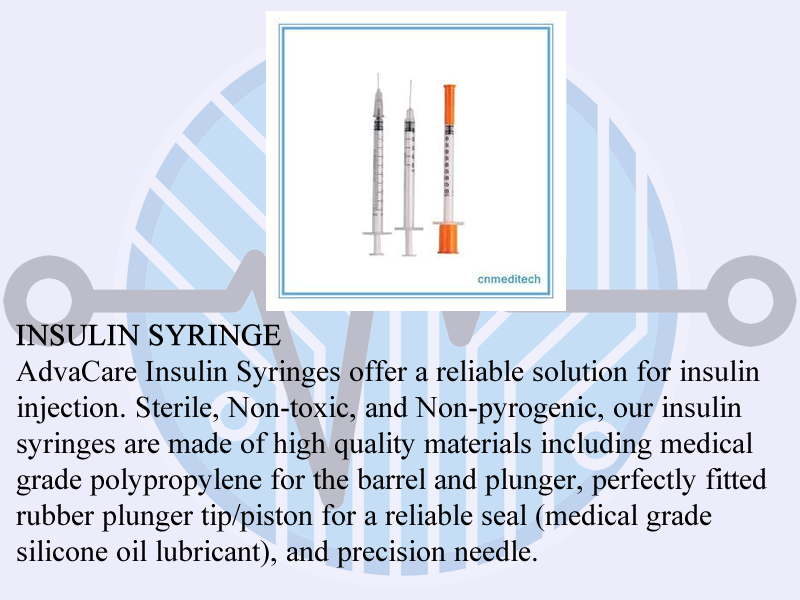 cnmeditech
INSULIN SYRINGE
AdvaCare Insulin Syringes offer a reliable solution for insulin
injection. Sterile, Non-toxic, and Non-pyrogenic, our insulin
syringes are made of high quality materials including medical
grade polypropylene for the barrel and plunger, perfectly fitted
rubber plunger tip/piston for a reliable seal (medical grade
silicone oil lubricant), and precision needle.